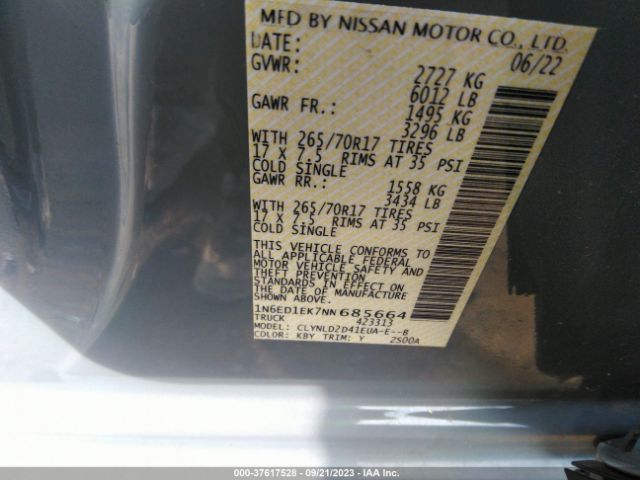 MFD BY NISSAN MOTOR CO., LTD.
DATE: 06/22
GVWR: 2727 KG
6012 LB
GAWR FR.: 1495 KG
3296 LB
WITH 265/70R17 TIRES
17 X 7.5 RIMS AT 35 PSI
COLD SINGLE
GAWR RR.: 1558 KG
3434 LB
WITH 265/70R17 TIRES
17 X 7.5 RIMS AT 35 PSI
COLD SINGLE
THIS VEHICLE CONFORMS TO
ALL APPLICABLE FEDERAL
MOTOR VEHICLE SAFETY AND
THEFT PREVENTION
STANDARDS IN EFFECT ON
THE DATE OF MANUFACTURE
SHOWN ABOVE.
1N6ED1EK7NN685664
TRUCK 423313
MODEL: CLYNLD2D41EUA-E--B
COLOR: KBY TRIM: Y 2S00A
000-37617528 - 09/21/2023 - IAA Inc.